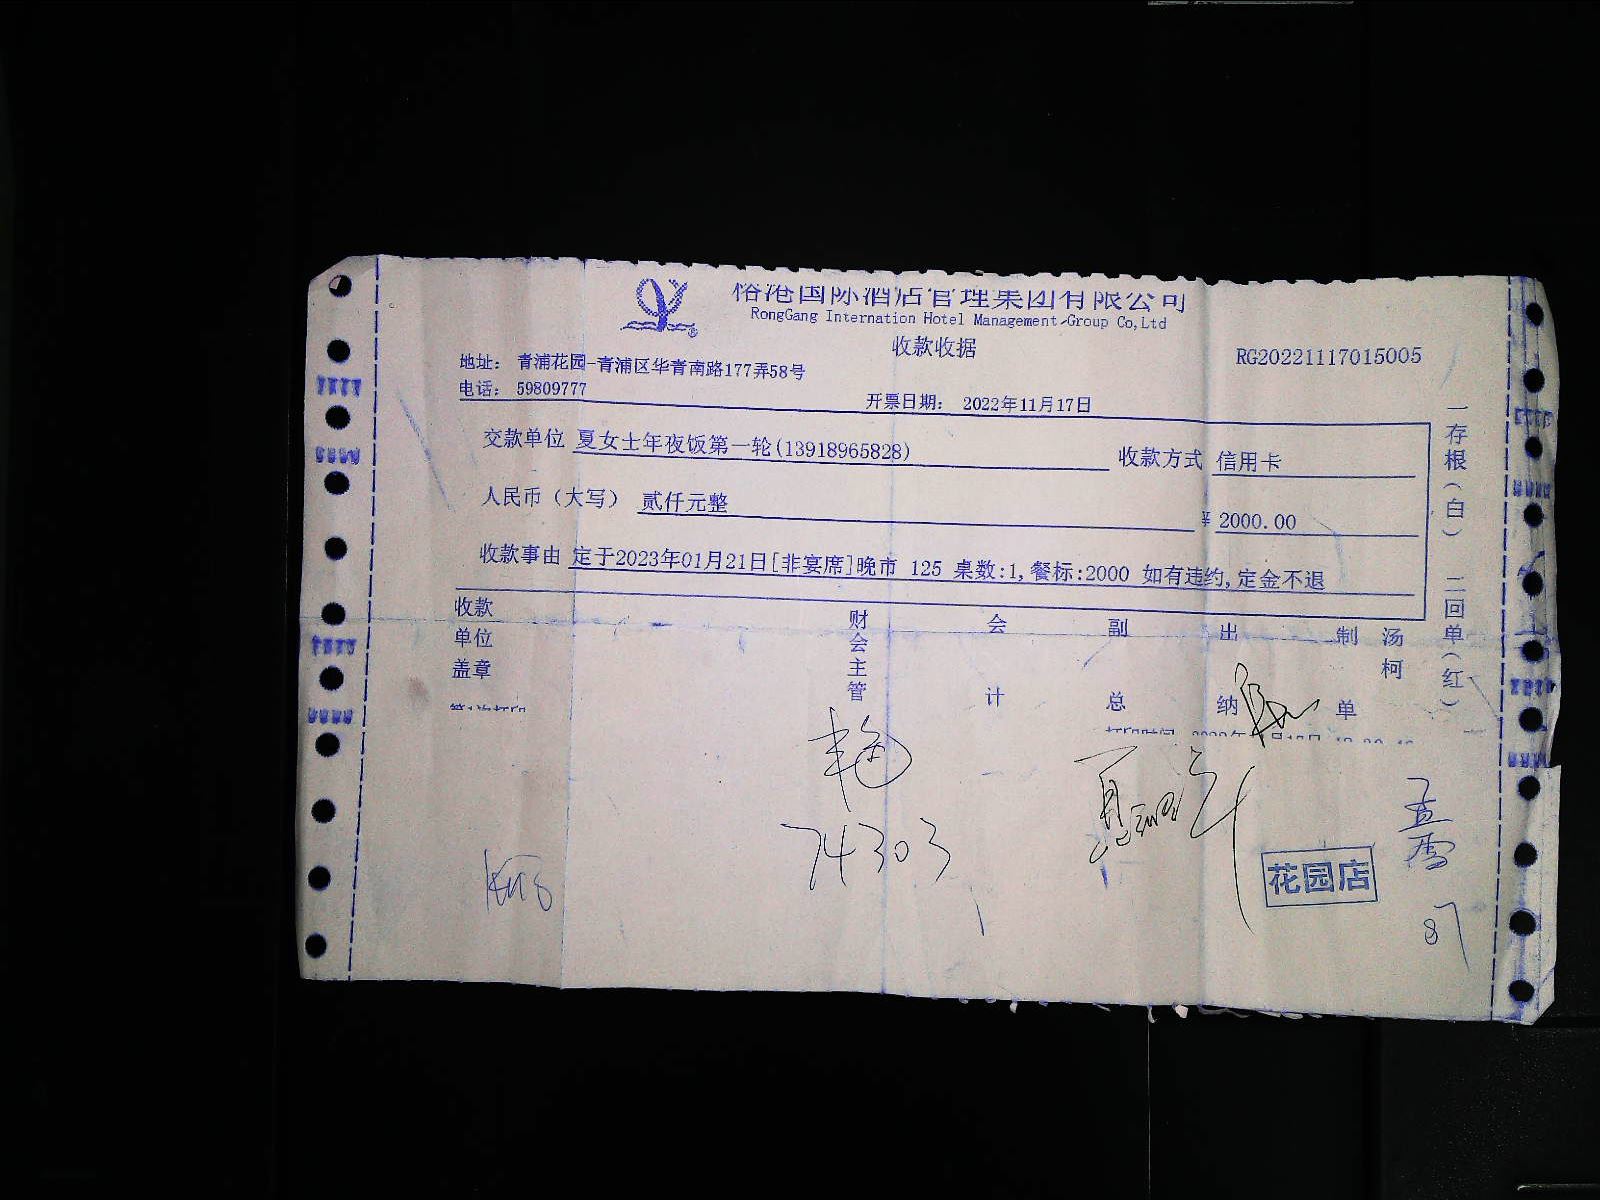 裕港国际酒店管理集团有限公司
RongGang Internation Hotel Management Group Co,Ltd
收款收据
RG20221117015005
地址: 青浦花园-青浦区华青南路177弄58号
电话: 59809777
开票日期: 2022年11月17日
交款单位 夏女士年夜饭第一轮(13918965828) 收款方式 信用卡
人民币（大写） 贰仟元整 ¥ 2000.00
收款事由 定于2023年01月21日[非宴席]晚市 125 桌数:1,餐标:2000 如有违约,定金不退
收款单位盖章 财会主管 会计 副总 出纳 制单 汤柯
一存根（白） 二回单（红）
74303
花园店
87